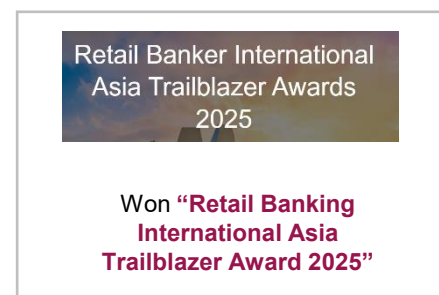 Retail Banker International
Asia Trailblazer Awards
2025
Won “Retail Banking
International Asia
Trailblazer Award 2025”